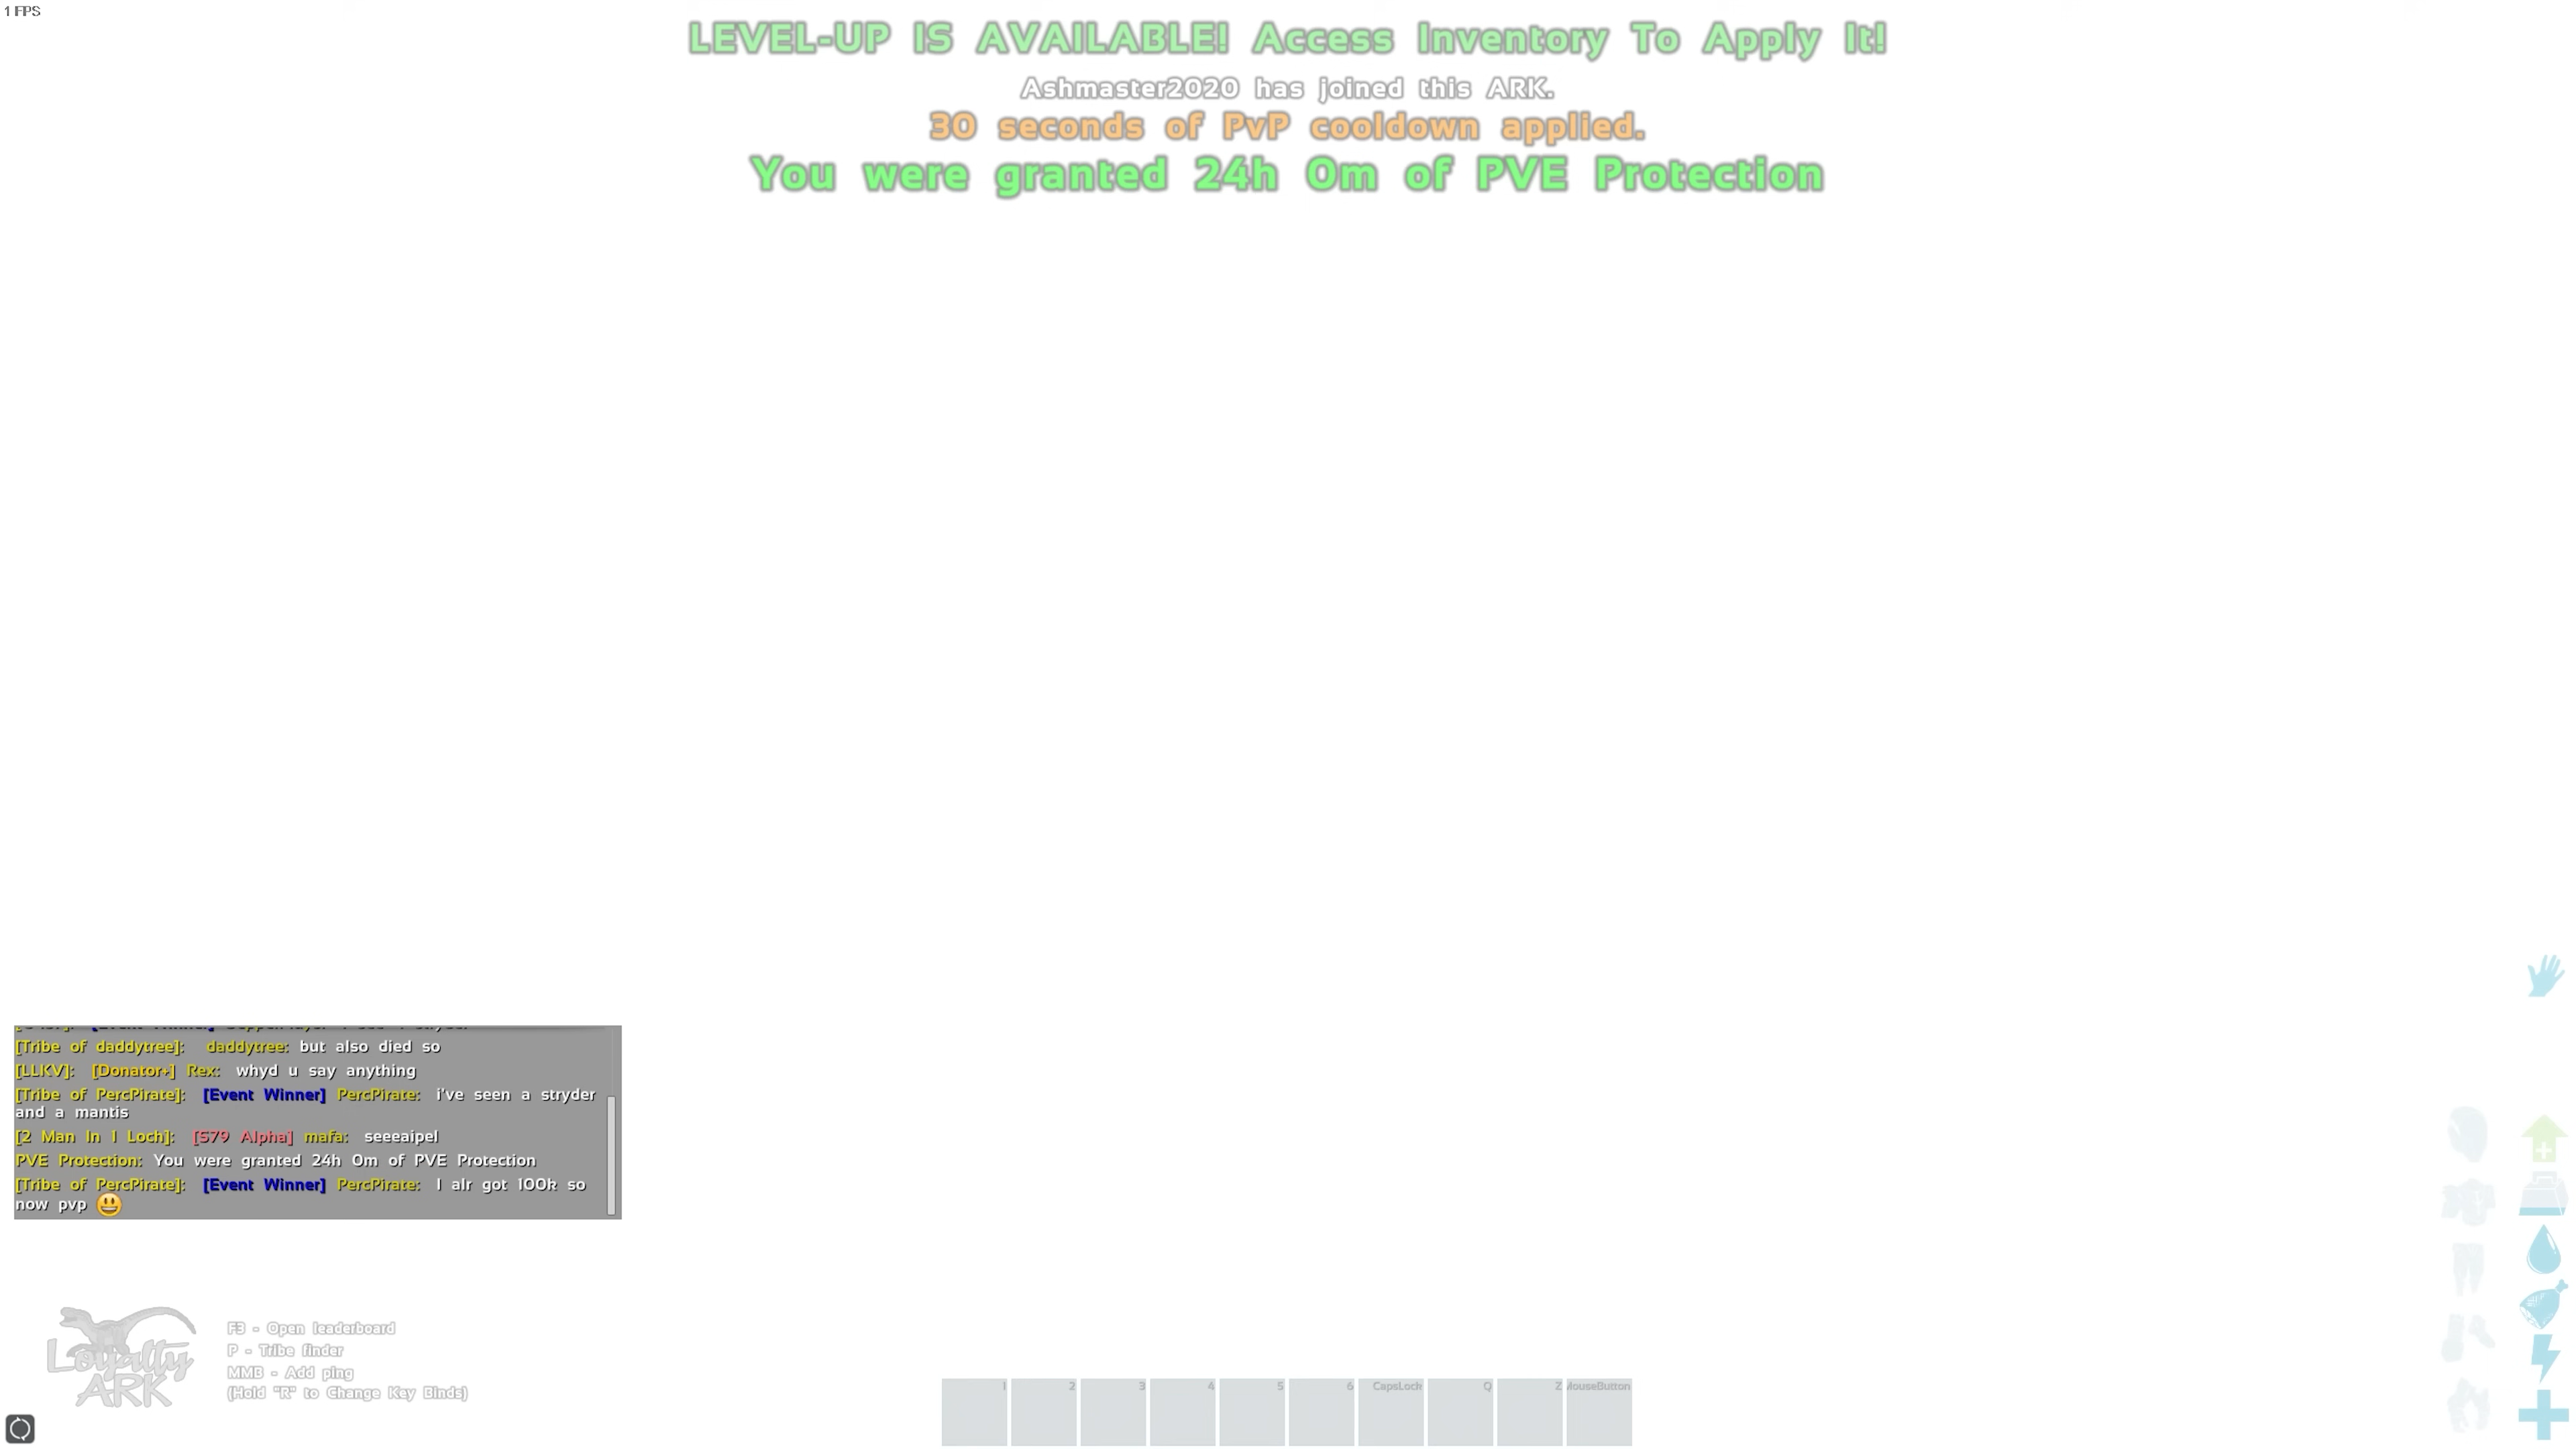 1 FPS
LEVEL-UP IS AVAILABLE! Access Inventory To Apply It!
Ashmaster2020 has joined this ARK.
30 seconds of PvP cooldown applied.
You were granted 24h 0m of PVE Protection
[Tribe of daddytree]: daddytree: but also died so
[LLKV]: [Donator+] Rex: whyd u say anything
[Tribe of PercPirate]: [Event Winner] PercPirate: i've seen a stryder
and a mantis
[2 Man In 1 Loch]: [S79 Alpha] mafa: seeeaipel
PVE Protection: You were granted 24h 0m of PVE Protection
[Tribe of PercPirate]: [Event Winner] PercPirate: I alr got 100k so
now pvp 😃
Loyalty
ARK
F3 - Open leaderboard
P - Tribe finder
MMB - Add ping
(Hold "R" to Change Key Binds)
1 2 3 4 5 6 CapsLock Q Z MouseButton